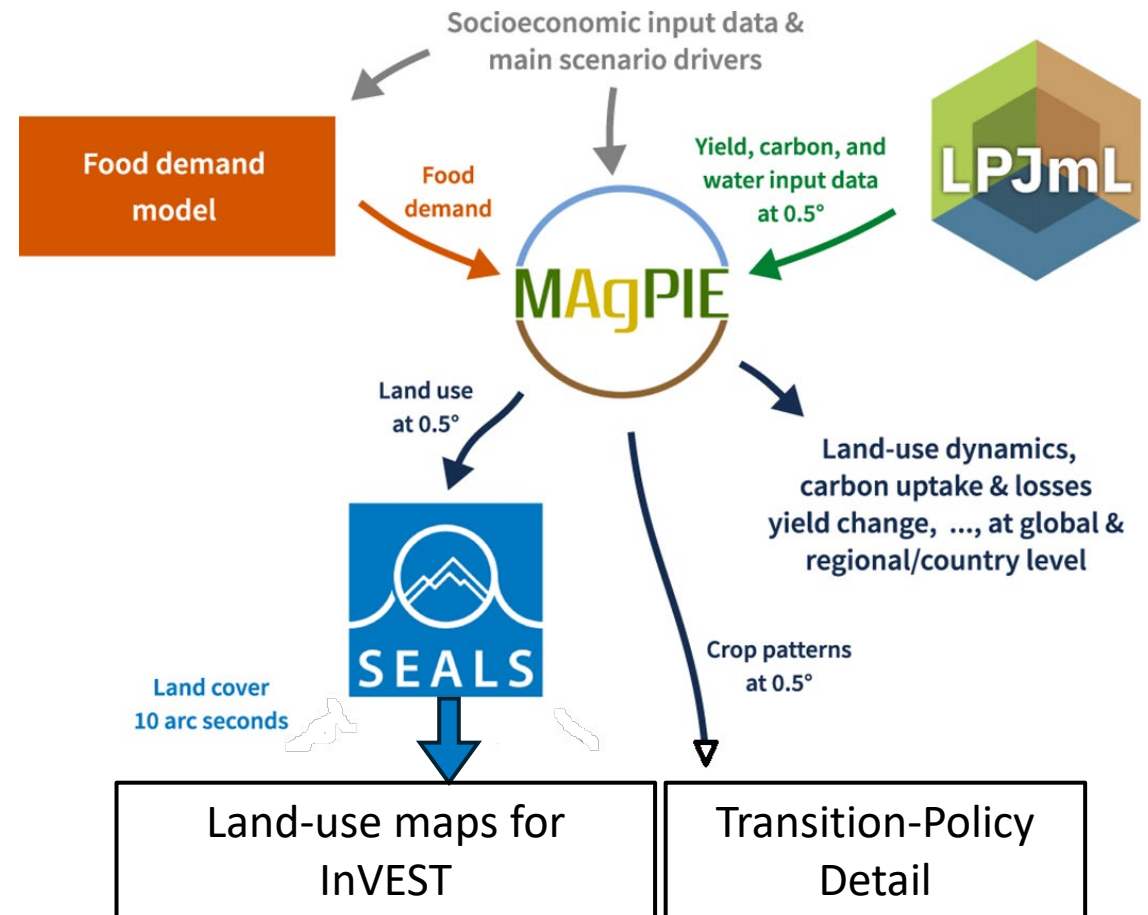 Socioeconomic input data &
main scenario drivers
Food demand
model
Food
demand
Yield, carbon, and
water input data
at 0.5°
LPJmL
MAgPIE
Land use
at 0.5°
Land-use dynamics,
carbon uptake & losses
yield change, ..., at global &
regional/country level
SEALS
Crop patterns
at 0.5°
Land cover
10 arc seconds
Land-use maps for
InVEST
Transition-Policy
Detail